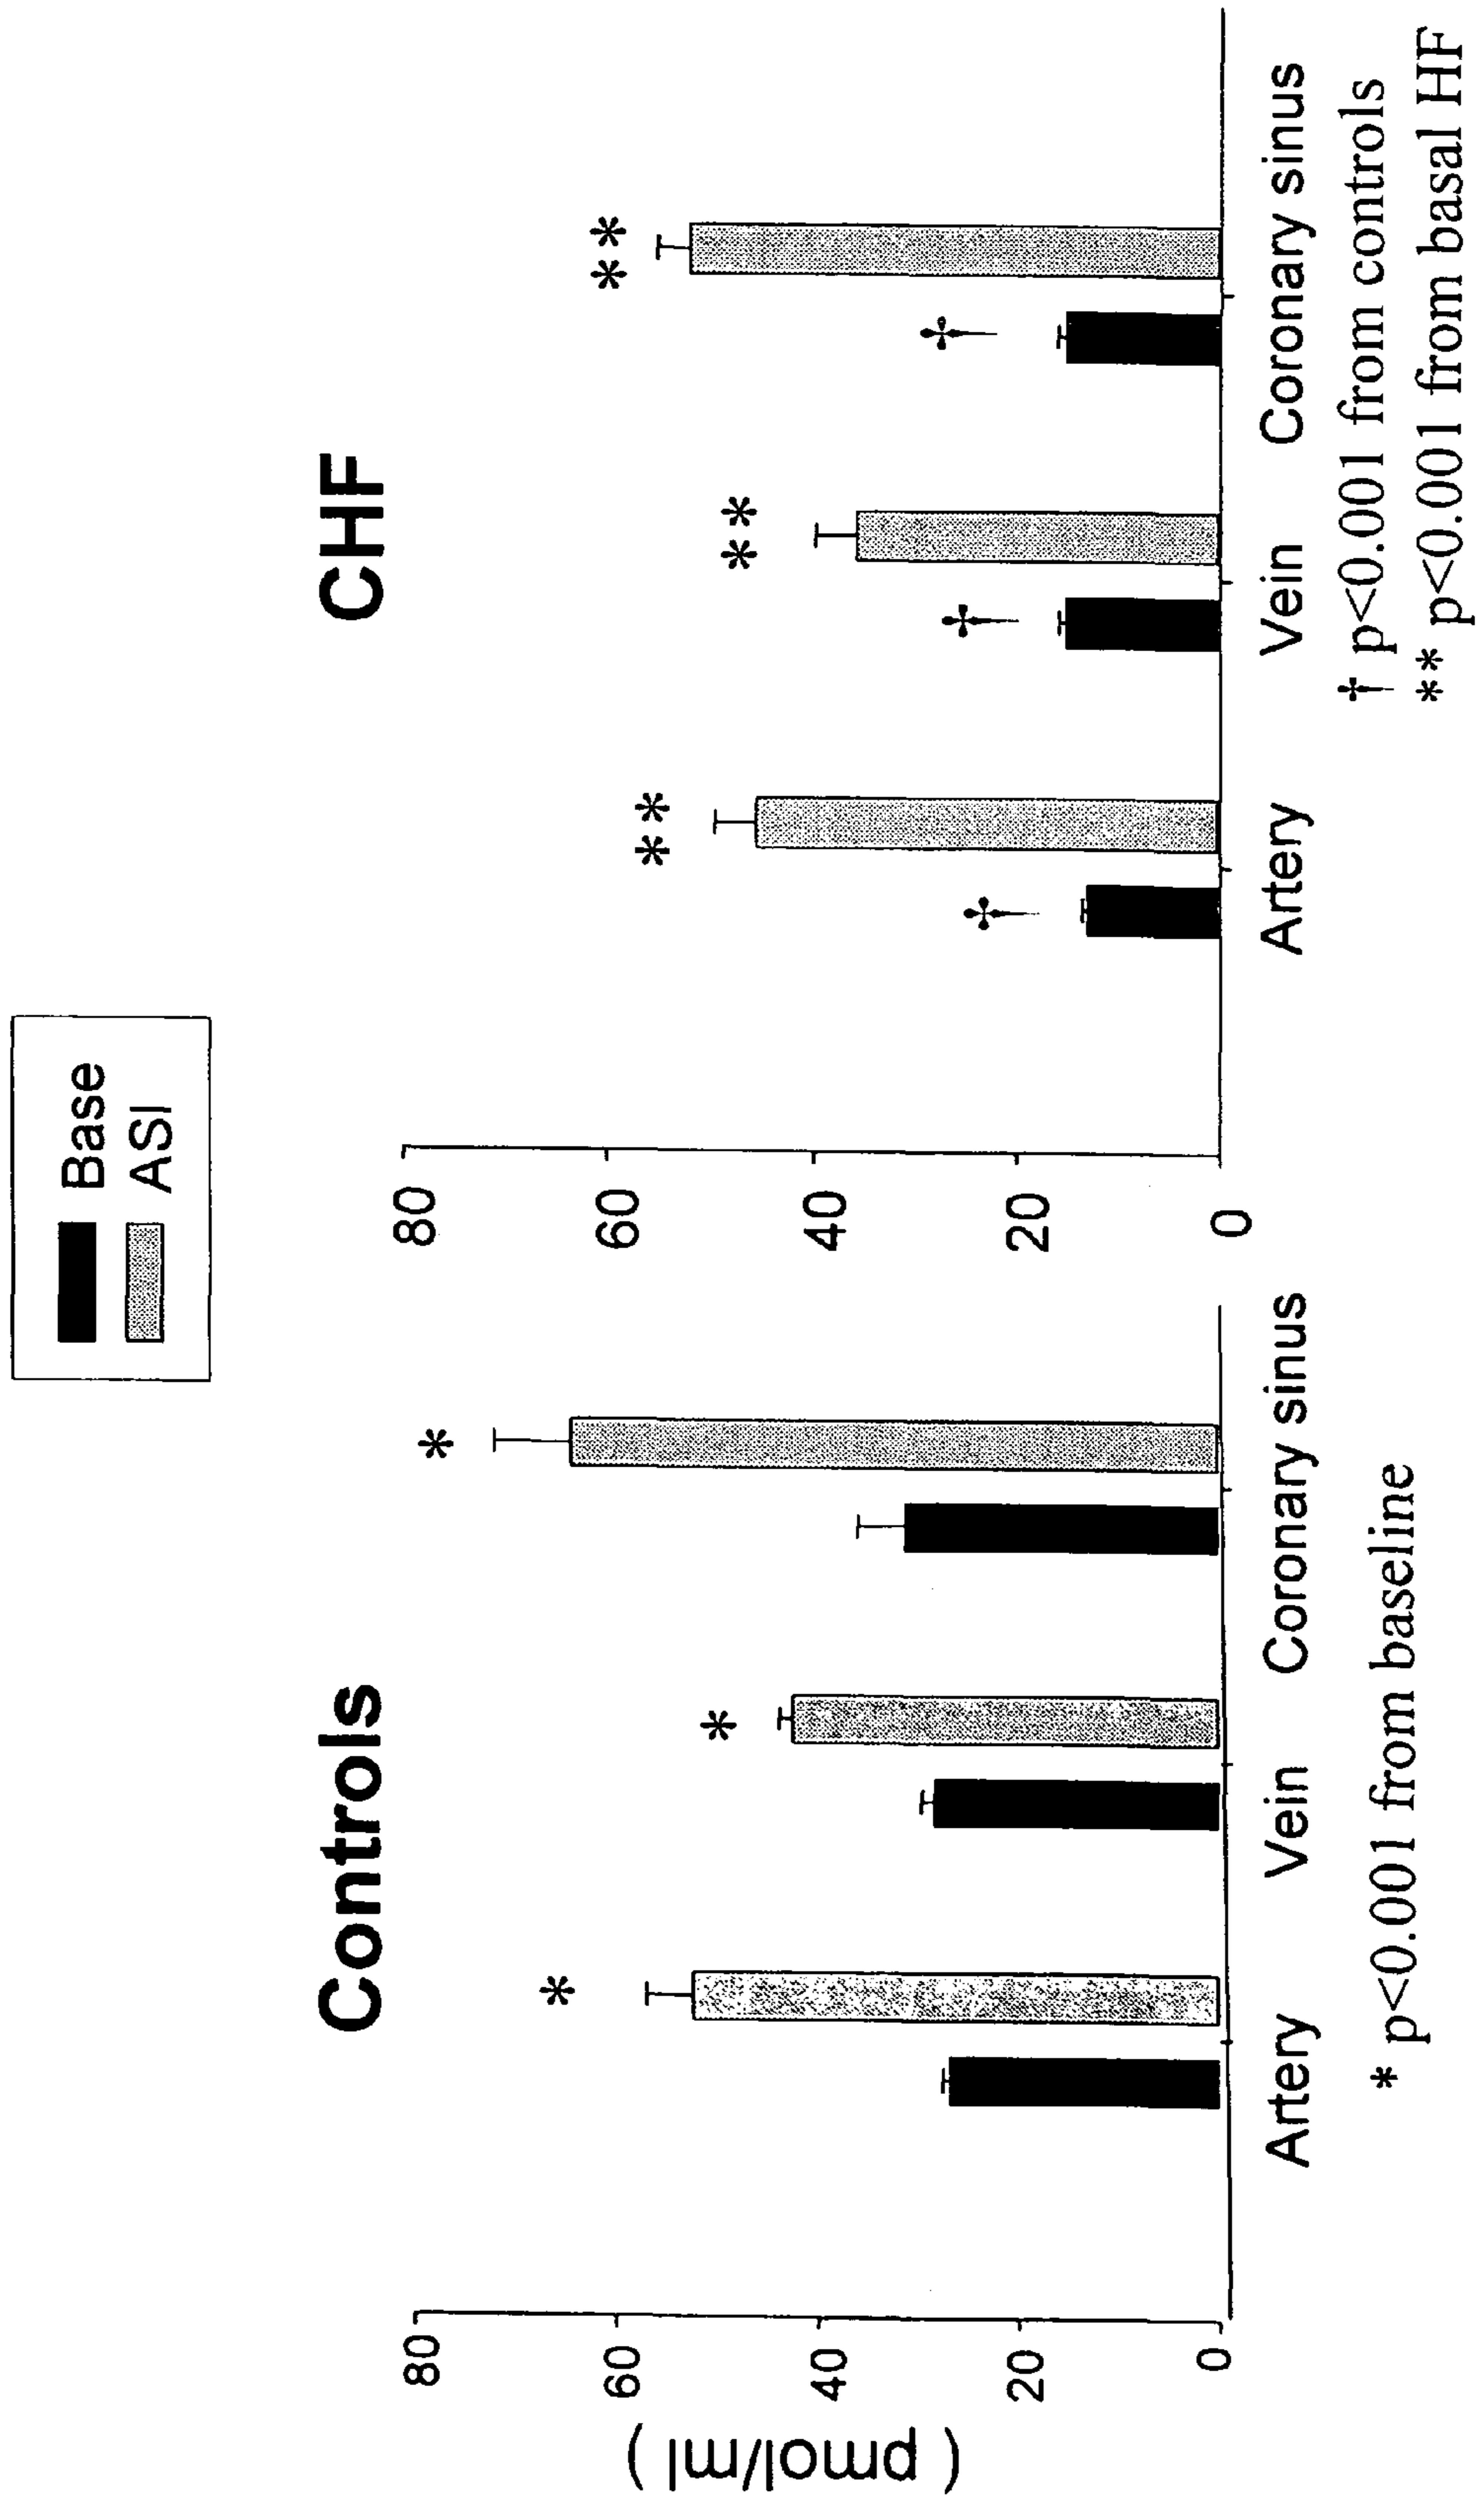 Base
ASI
Controls
CHF
( pmol/ml )
80
60
40
20
0
*
*
*
Artery
Vein
Coronary sinus
* p<0.001 from baseline
80
60
40
20
0
†
**
†
**
†
**
Artery
Vein
Coronary sinus
† p<0.001 from controls
** p<0.001 from basal HF